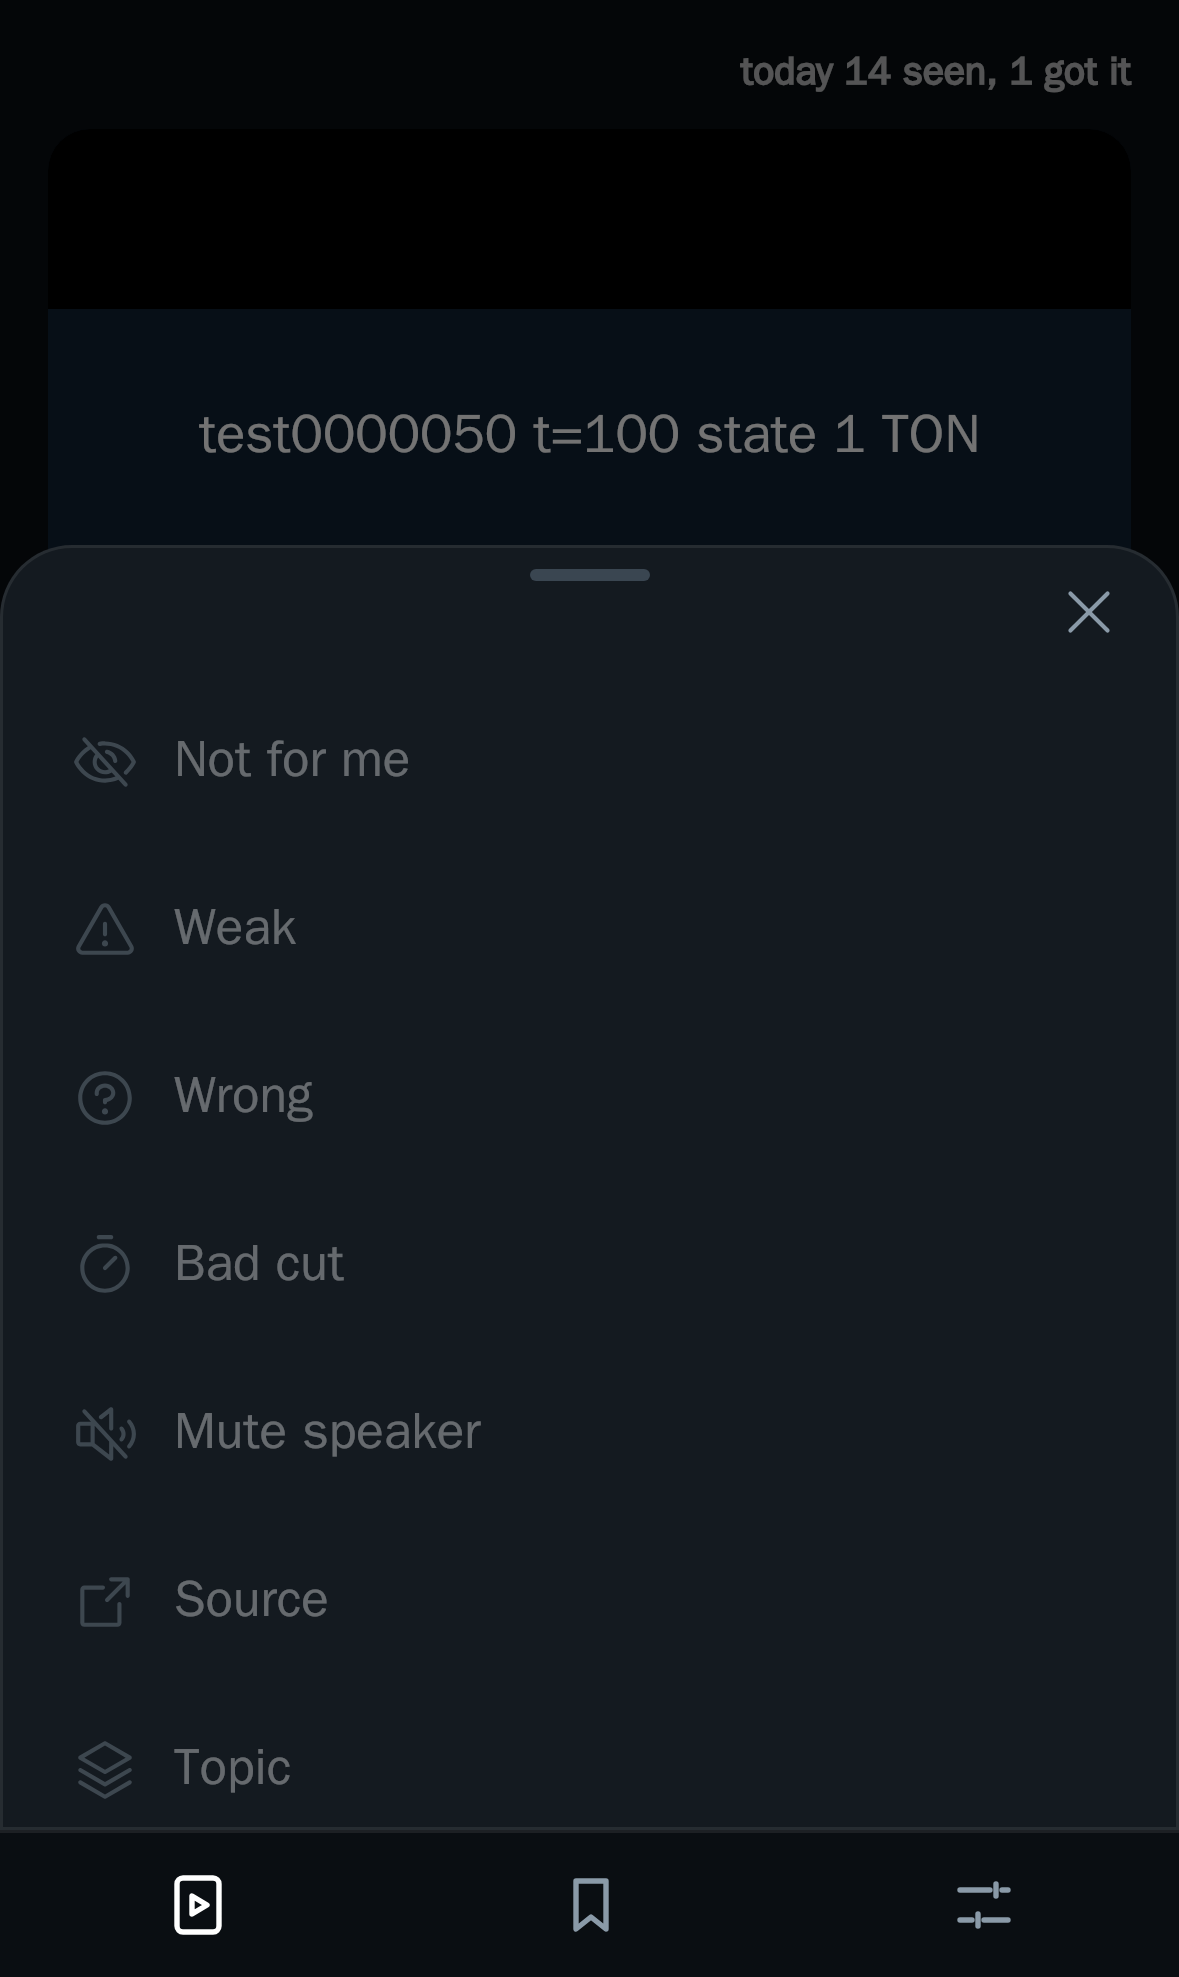 today 14 seen, 1 got it
test0000050 t=100 state 1 TON
Not for me
Weak
Wrong
Bad cut
Mute speaker
Source
Topic